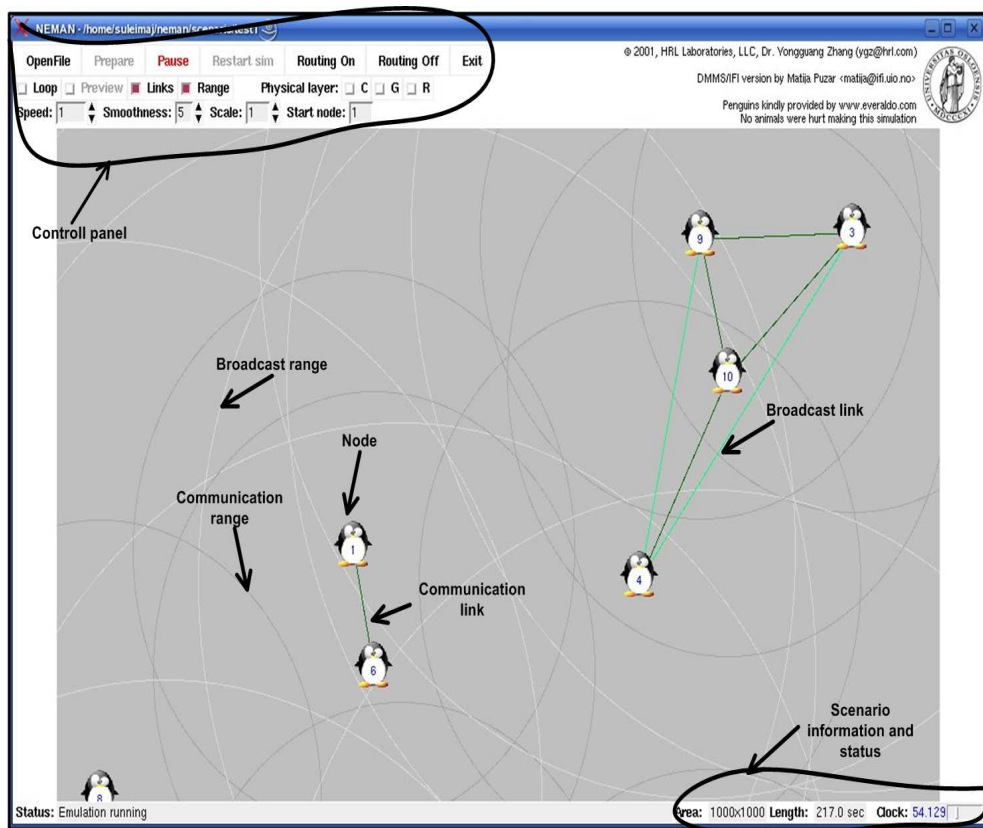 NEMAN - /home/suleimaj/neman/scenario/test1
OpenFile Prepare Pause Restart sim Routing On Routing Off Exit
Loop Preview Links Range Physical layer: C G R
Speed: 1 Smoothness: 5 Scale: 1 Start node: 1
© 2001, HRL Laboratories, LLC, Dr. Yongguang Zhang (ygz@hrl.com)
DMMS/IFI version by Matija Puzar <matija@ifi.uio.no>
Penguins kindly provided by www.everaldo.com
No animals were hurt making this simulation
UNIVERSITAS OSLOENSIS
MDCCCXI
Controll panel
9
3
Broadcast range
10
Broadcast link
Node
Communication
range
1
4
Communication
link
6
Scenario
information and
status
8
Status: Emulation running
Area: 1000x1000 Length: 217.0 sec Clock: 54.129